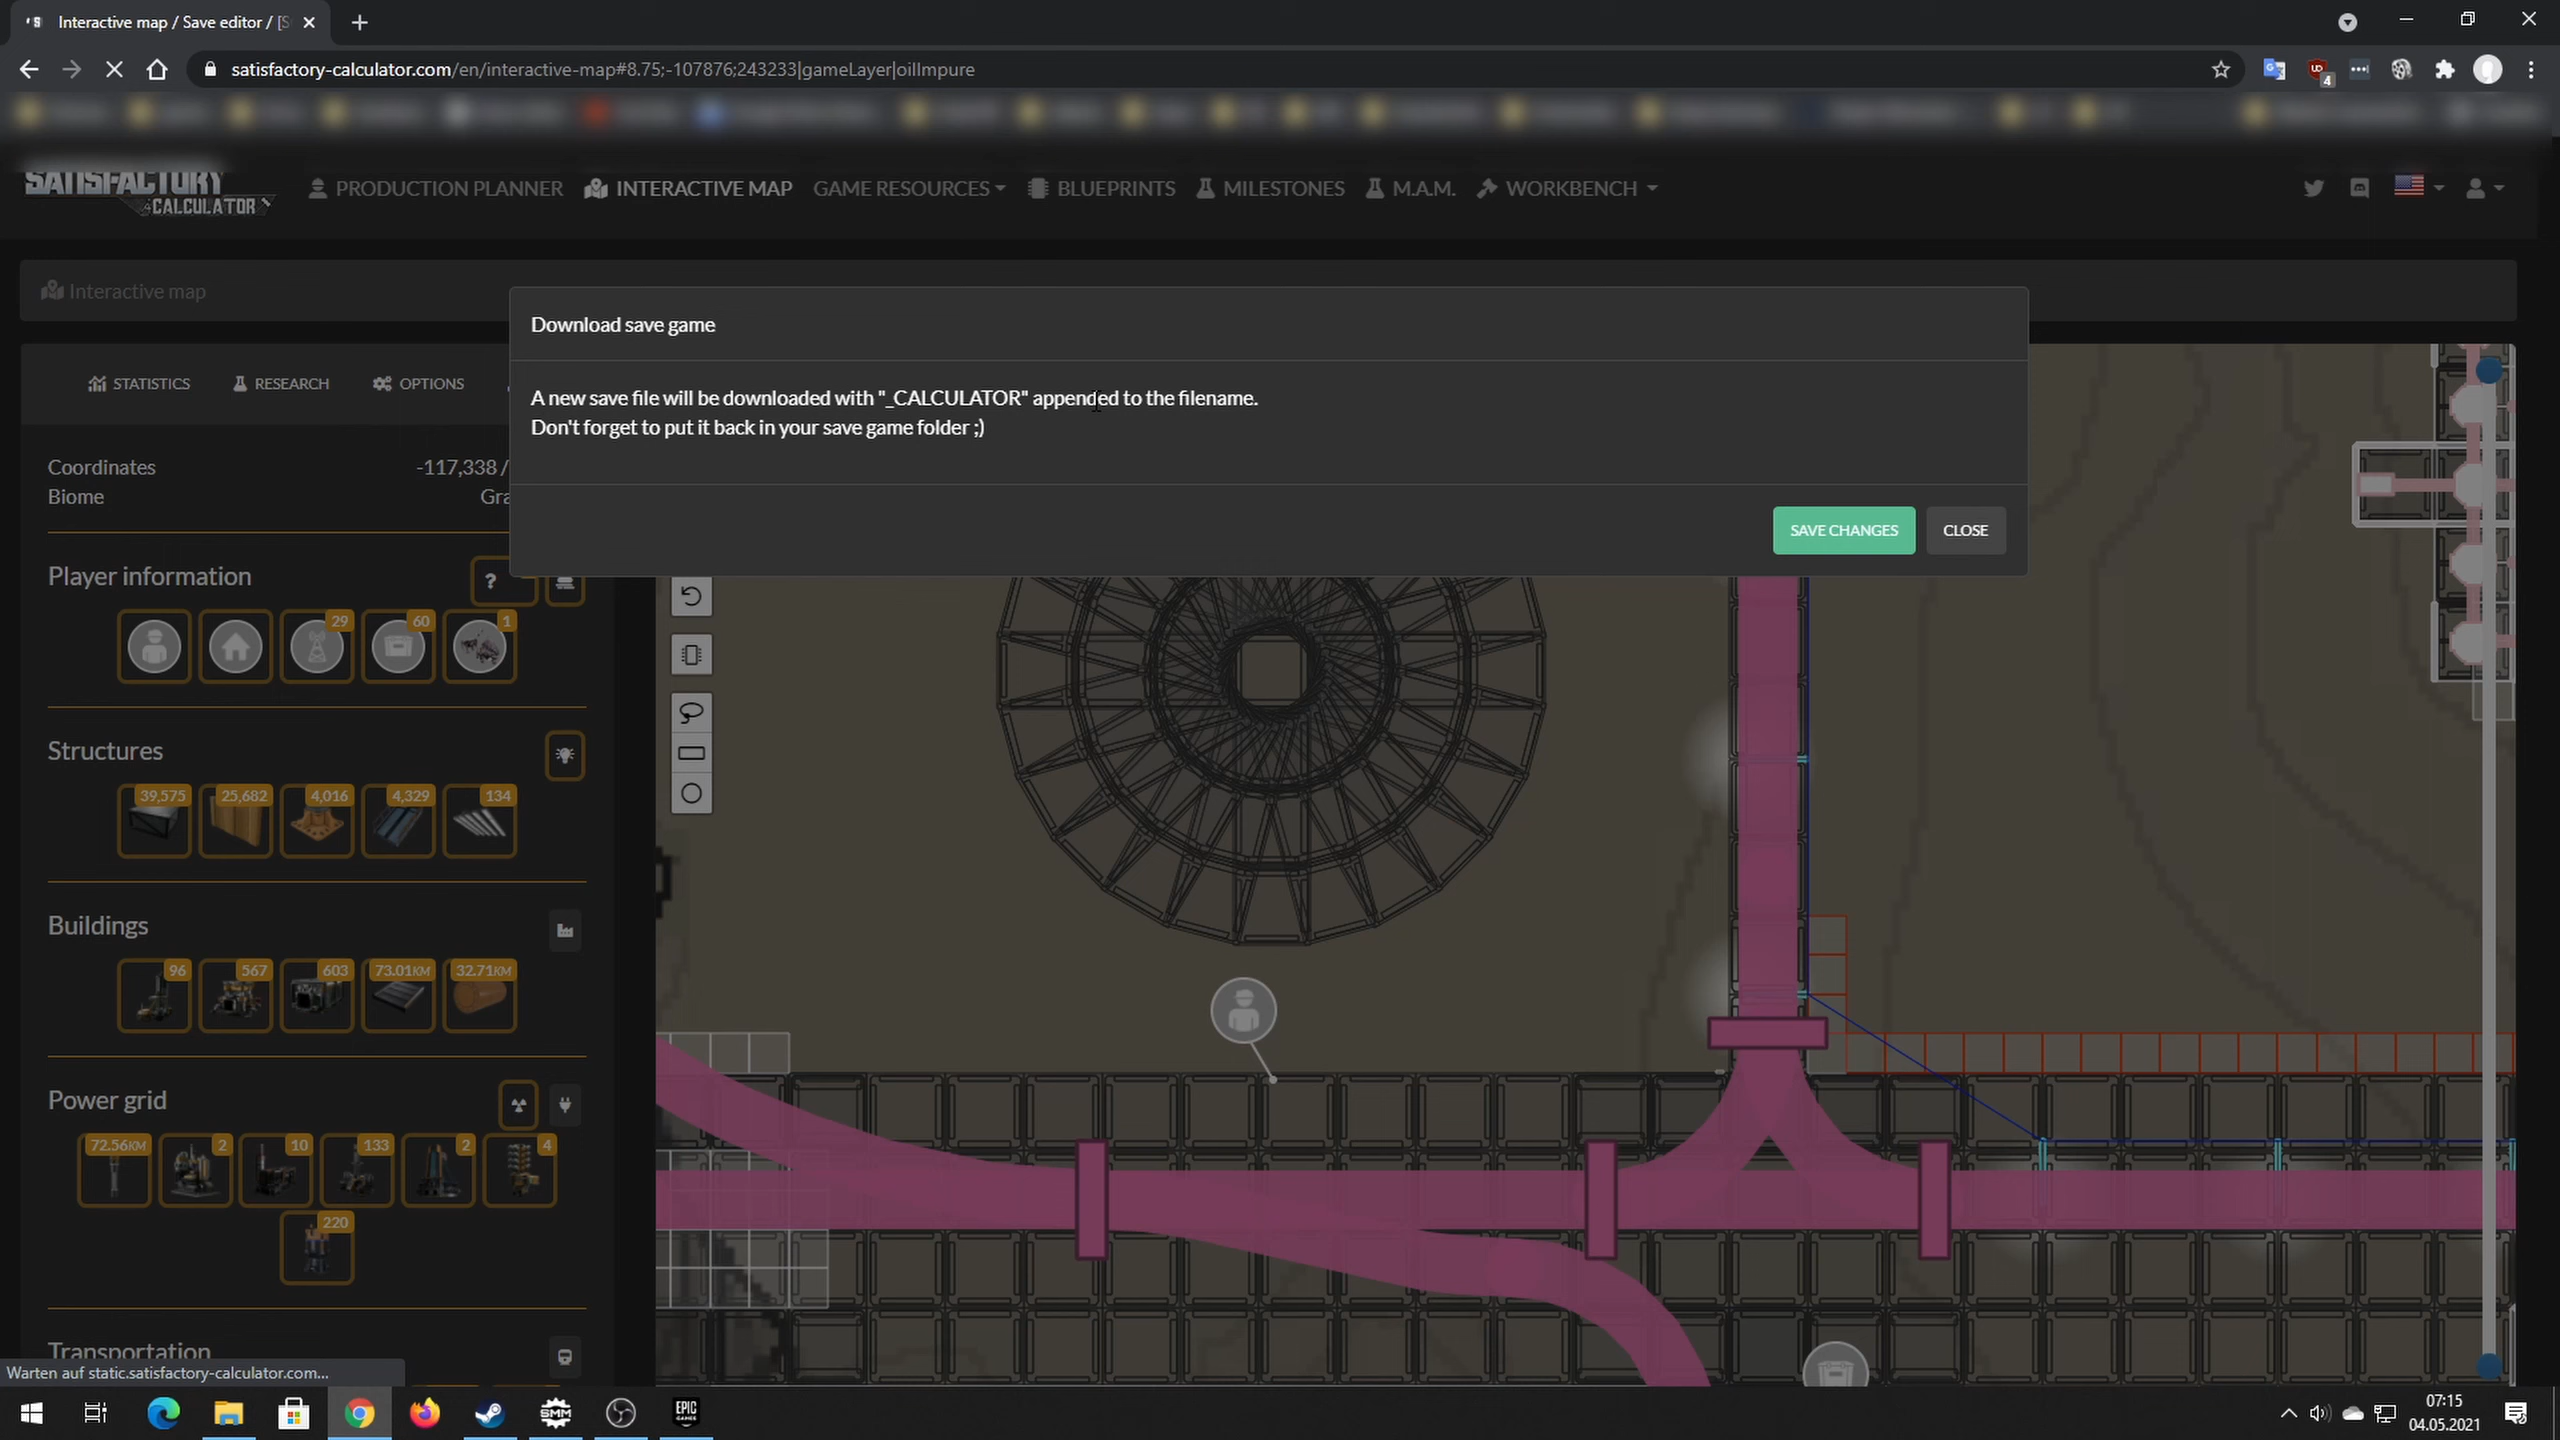 Interactive map / Save editor / [S
satisfactory-calculator.com/en/interactive-map#8.75;-107876;243233|gameLayer|oilImpure
4
SATISFACTORY
CALCULATOR
PRODUCTION PLANNER
INTERACTIVE MAP
GAME RESOURCES
BLUEPRINTS
MILESTONES
M.A.M.
WORKBENCH
Interactive map
Download save game
A new save file will be downloaded with "_CALCULATOR" appended to the filename.
Don't forget to put it back in your save game folder ;)
SAVE CHANGES
CLOSE
STATISTICS
RESEARCH
OPTIONS
Coordinates
-117,338 /
Biome
Gra
Player information
?
29
60
1
Structures
39,575
25,682
4,016
4,329
134
Buildings
96
567
603
73.01KM
32.71KM
Power grid
72.56KM
2
10
133
2
4
220
Transportation
Warten auf static.satisfactory-calculator.com...
SMM
EPIC
GAMES
07:15
04.05.2021